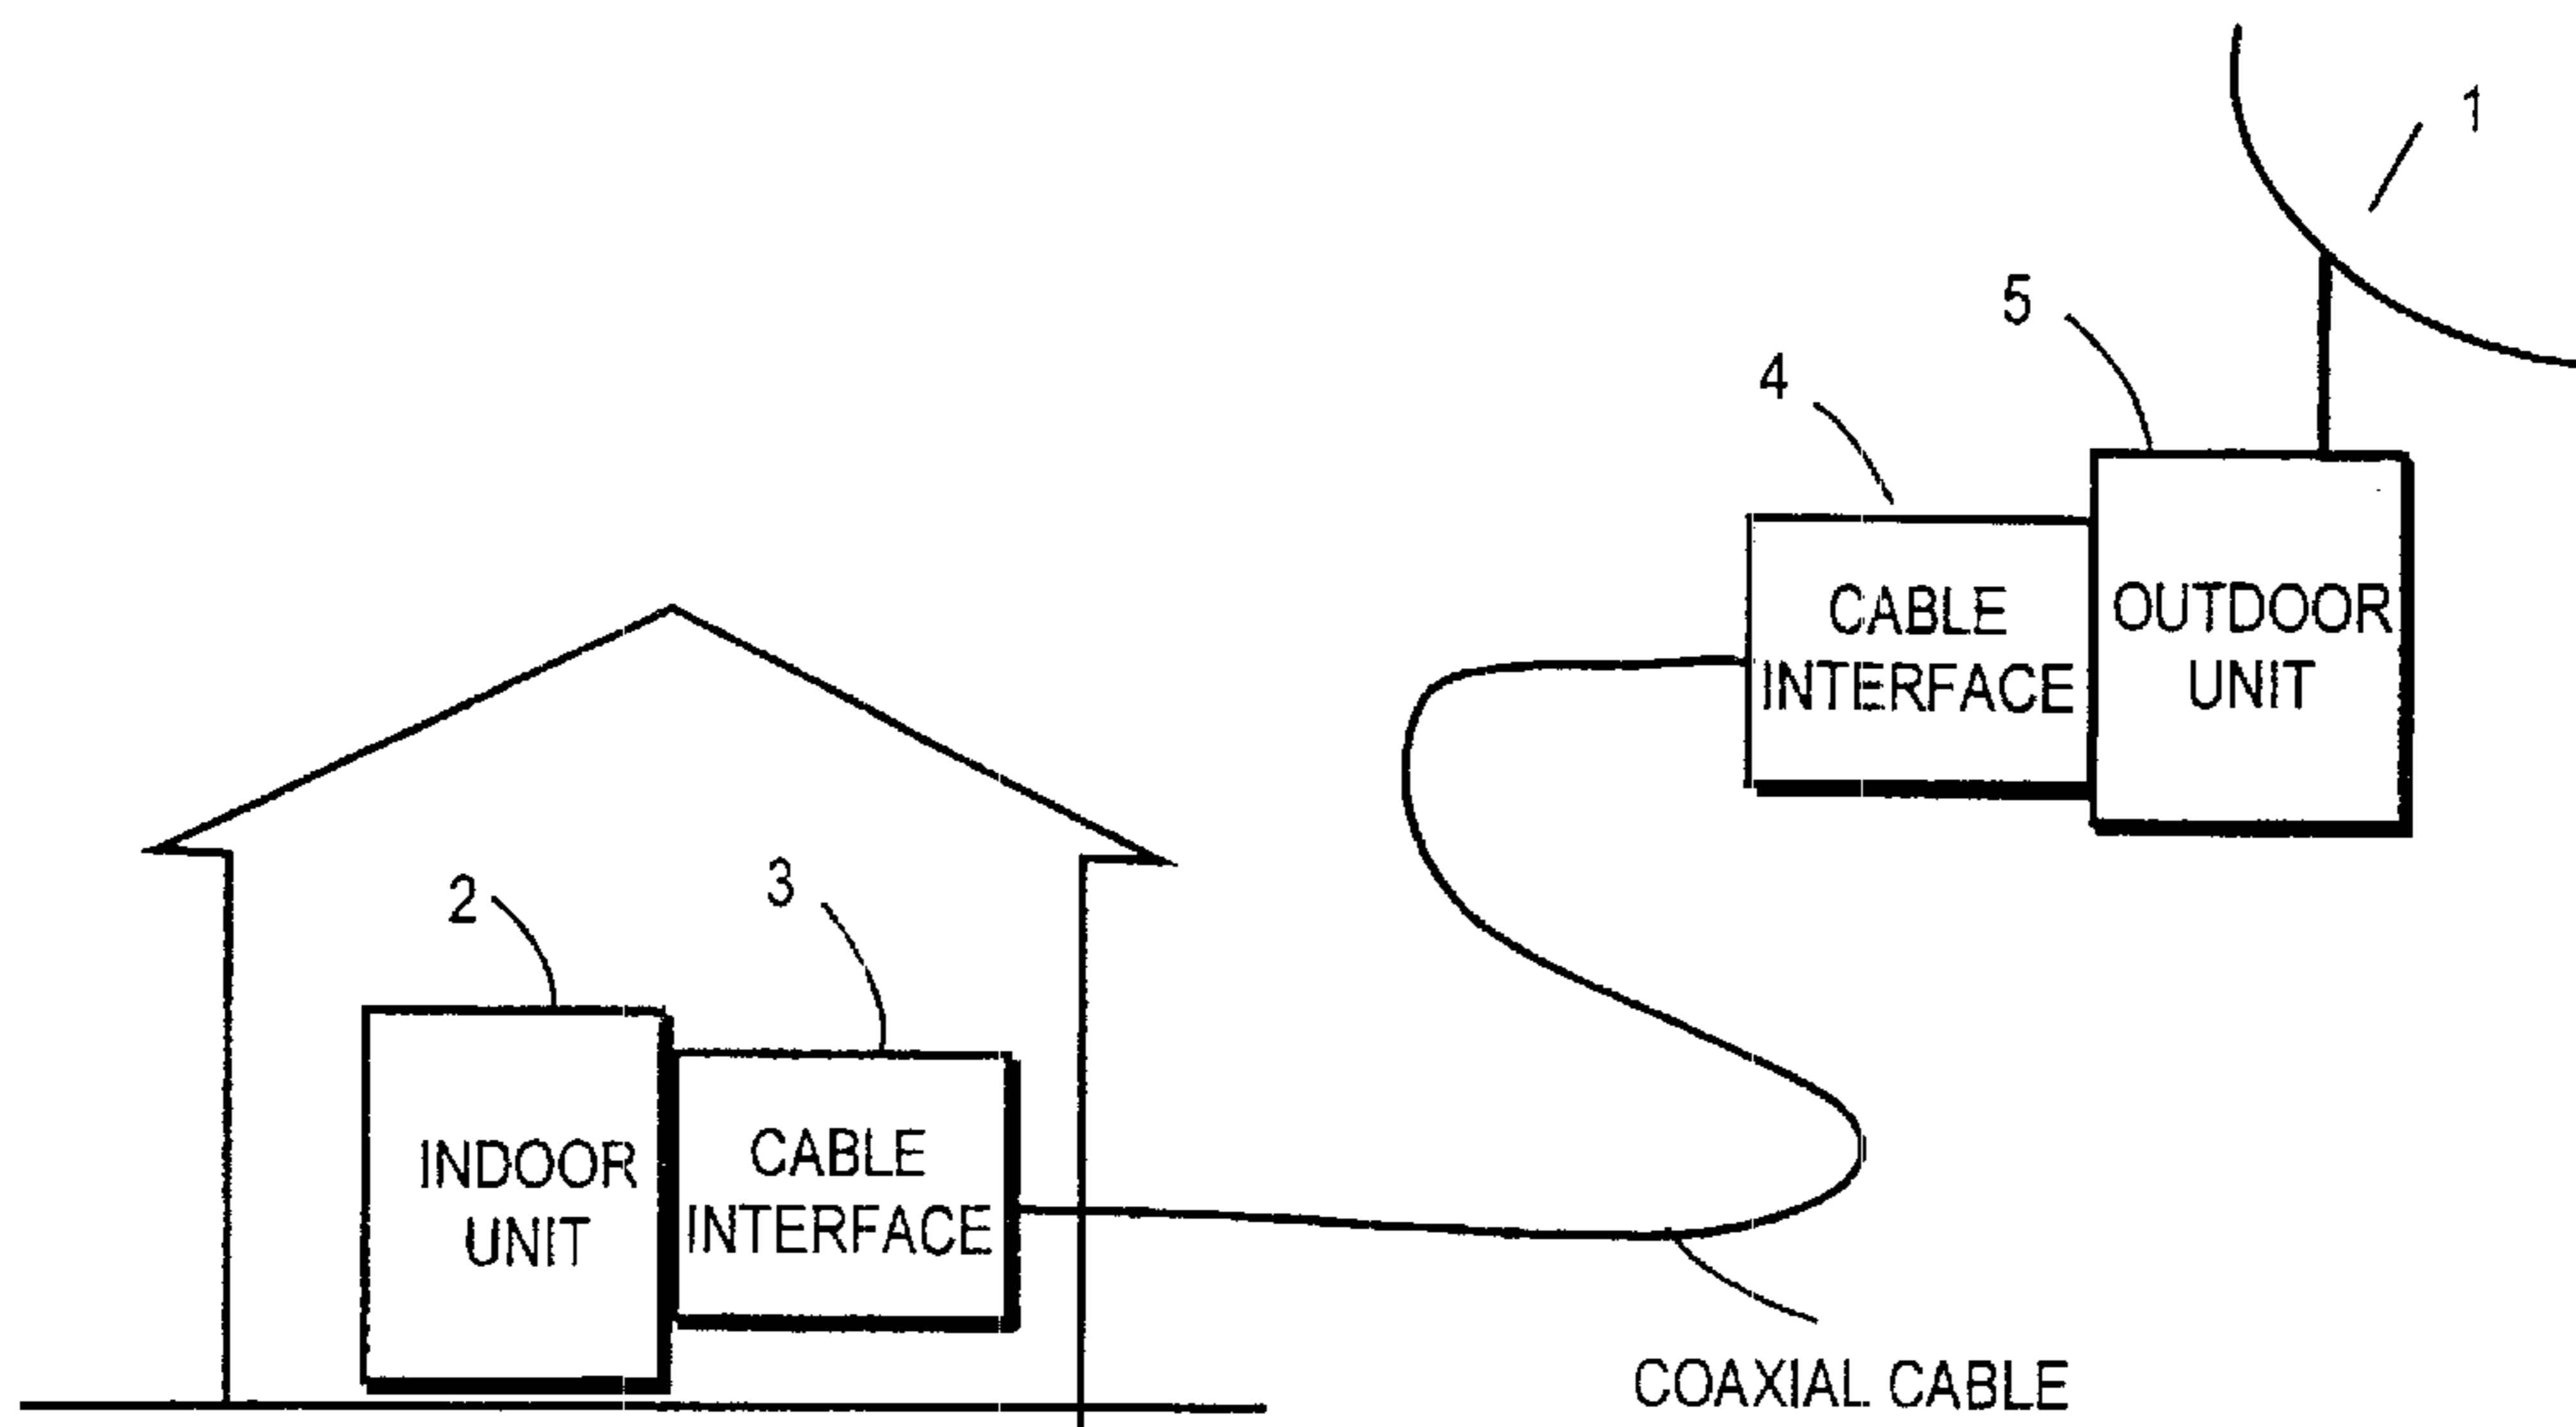 1
5
4
CABLE
INTERFACE
OUTDOOR
UNIT
2
3
INDOOR
UNIT
CABLE
INTERFACE
COAXIAL CABLE